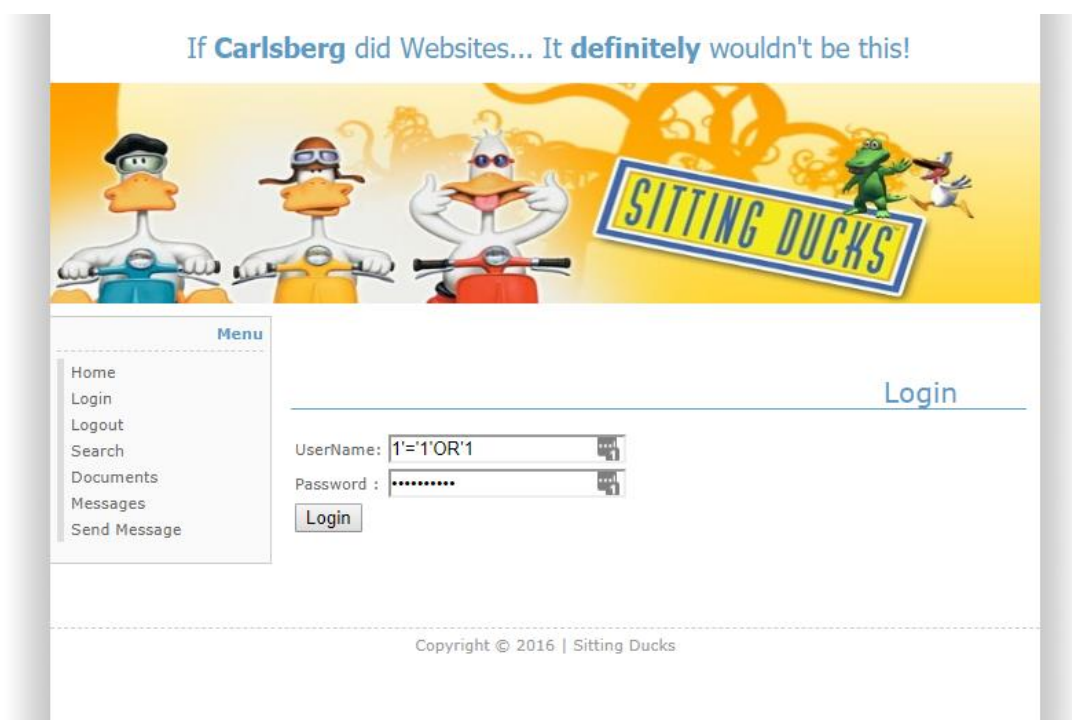 If Carlsberg did Websites... It definitely wouldn't be this!
SITTING DUCKS
Menu
Home
Login
Logout
Search
Documents
Messages
Send Message
Login
UserName: 1'='1'OR'1
Password : ••••••••••
Login
Copyright © 2016 | Sitting Ducks